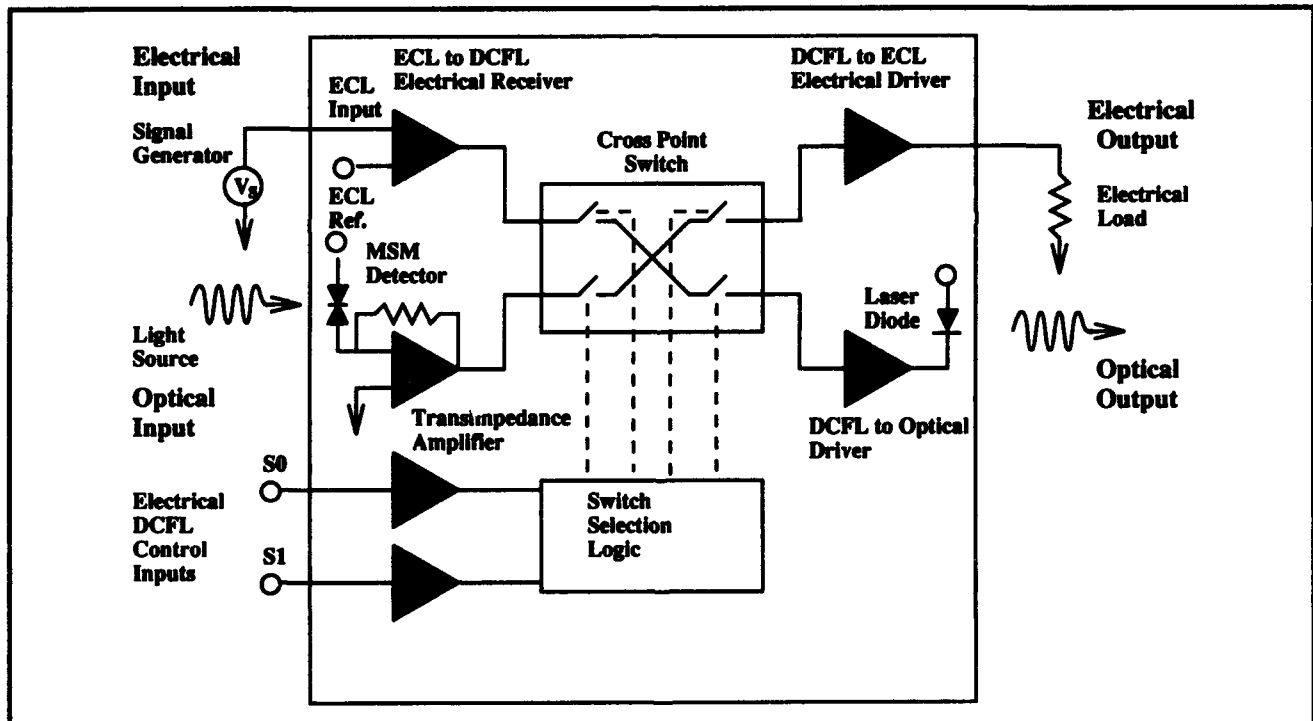 Electrical
Input
Signal
Generator
V_S
ECL
Input
ECL
Ref.
ECL to DCFL
Electrical Receiver
DCFL to ECL
Electrical Driver
Cross Point
Switch
Electrical
Output
Electrical
Load
MSM
Detector
Light
Source
Optical
Input
Transimpedance
Amplifier
Laser
Diode
DCFL to Optical
Driver
Optical
Output
S0
Electrical
DCFL
Control
Inputs
S1
Switch
Selection
Logic